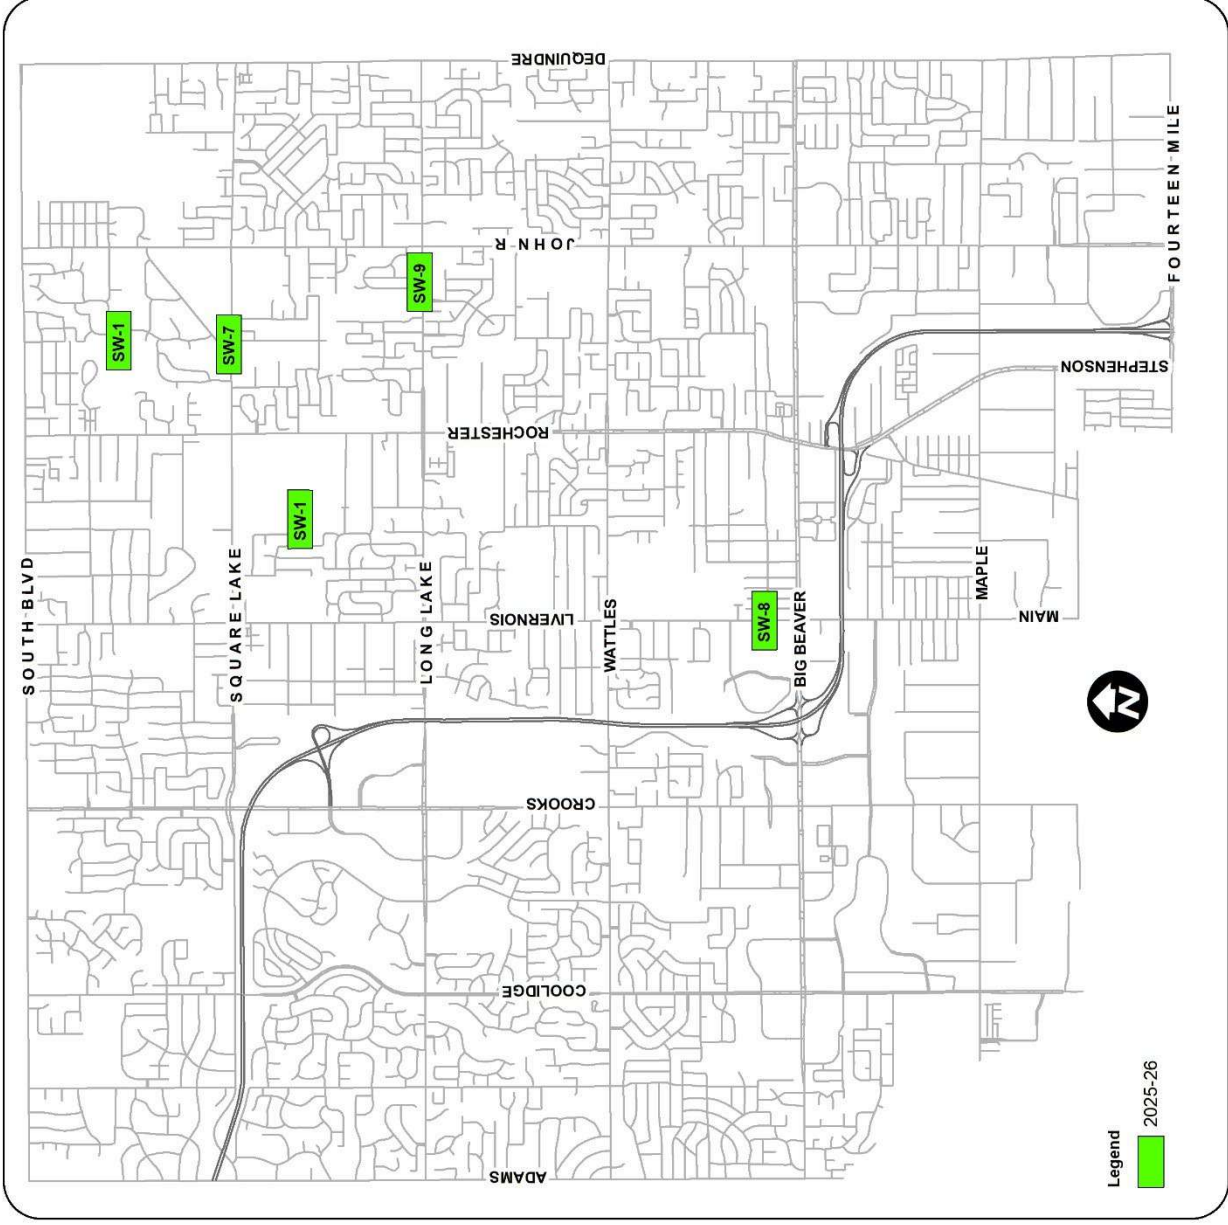 DEQUINDRE
SW-1
SW-7
SW-9
JOHN R
FOURTEEN MILE
STEPHENSON
ROCHESTER
SW-1
SOUTH BLVD
SQUARE LAKE
LONG LAKE
LIVERNOIS
WATTLES
SW-8
BIG BEAVER
MAPLE
MAIN
N
CROOKS
COOLIDGE
ADAMS
Legend
2025-26